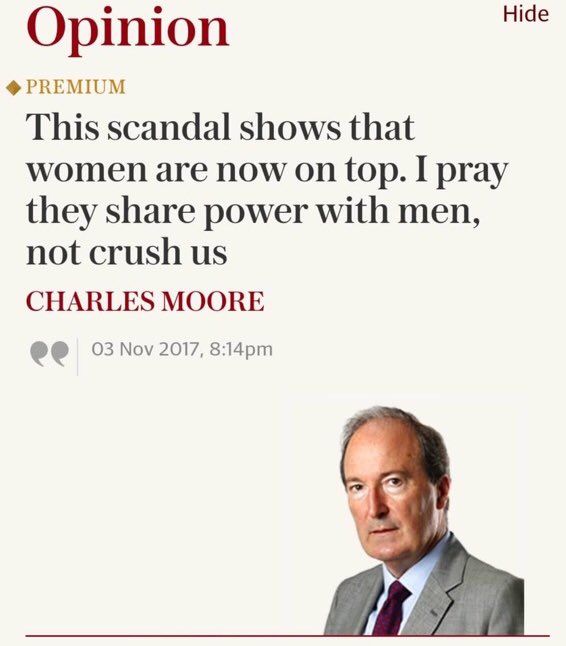 Opinion
Hide
PREMIUM
This scandal shows that
women are now on top. I pray
they share power with men,
not crush us
CHARLES MOORE
03 Nov 2017, 8:14pm